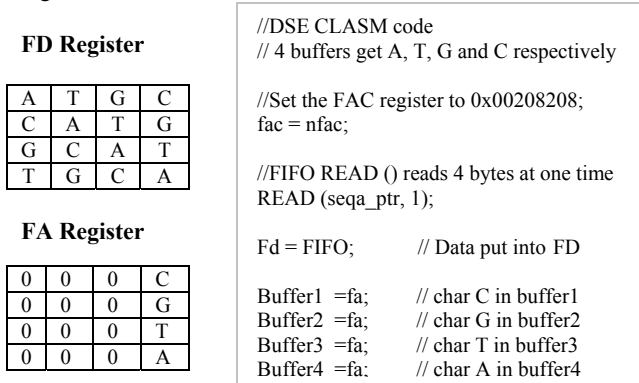 FD Register
A T G C
C A T G
G C A T
T G C A
FA Register
0 0 0 C
0 0 0 G
0 0 0 T
0 0 0 A
//DSE CLASM code
// 4 buffers get A, T, G and C respectively
//Set the FAC register to 0x00208208;
fac = nfac;
//FIFO READ () reads 4 bytes at one time
READ (seqa_ptr, 1);
Fd = FIFO; // Data put into FD
Buffer1 =fa; // char C in buffer1
Buffer2 =fa; // char G in buffer2
Buffer3 =fa; // char T in buffer3
Buffer4 =fa; // char A in buffer4